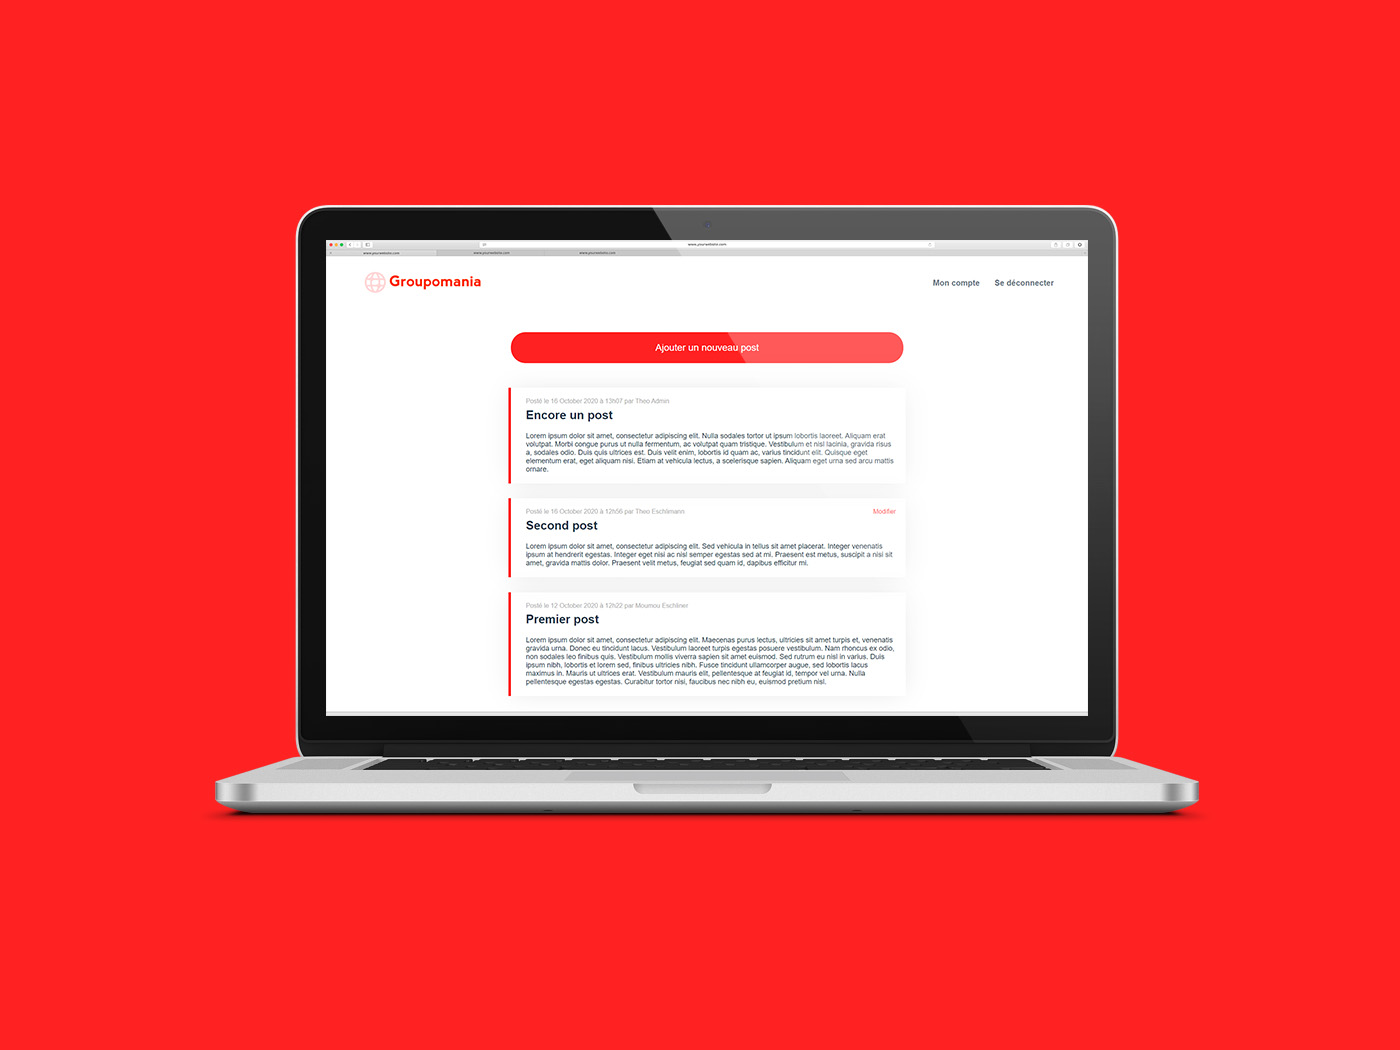 www.yourwebsite.com
www.yourwebsite.com www.yourwebsite.com www.yourwebsite.com
Groupomania Mon compte Se déconnecter
Ajouter un nouveau post
Posté le 16 October 2020 à 13h07 par Theo Admin
Encore un post
Lorem ipsum dolor sit amet, consectetur adipiscing elit. Nulla sodales tortor ut ipsum lobortis laoreet. Aliquam erat
volutpat. Morbi congue purus ut nulla fermentum, ac volutpat quam tristique. Vestibulum et nisl lacinia, gravida risus
a, sodales odio. Duis quis ultrices est. Duis velit enim, lobortis id quam ac, varius tincidunt elit. Quisque eget
elementum erat, eget aliquam nisi. Etiam at vehicula lectus, a scelerisque sapien. Aliquam eget urna sed arcu mattis
ornare.
Posté le 16 October 2020 à 12h56 par Theo Eschlimann Modifier
Second post
Lorem ipsum dolor sit amet, consectetur adipiscing elit. Sed vehicula in tellus sit amet placerat. Integer venenatis
ipsum at hendrerit egestas. Integer eget nisi ac nisl semper egestas sed at mi. Praesent est metus, suscipit a nisi sit
amet, gravida mattis dolor. Praesent velit metus, feugiat sed quam id, dapibus efficitur mi.
Posté le 12 October 2020 à 12h22 par Moumou Eschliner
Premier post
Lorem ipsum dolor sit amet, consectetur adipiscing elit. Maecenas purus lectus, ultricies sit amet turpis et, venenatis
gravida urna. Donec eu tincidunt lacus. Vestibulum laoreet turpis egestas posuere vestibulum. Nam rhoncus ex odio,
non sodales leo finibus quis. Vestibulum mollis viverra sapien sit amet euismod. Sed rutrum eu nisl in varius. Duis
ipsum nibh, lobortis et lorem sed, finibus ultricies nibh. Fusce tincidunt ullamcorper augue, sed lobortis lacus
maximus in. Mauris ut ultrices erat. Vestibulum mauris elit, pellentesque at feugiat id, tempor vel urna. Nulla
pellentesque egestas egestas. Curabitur tortor nisi, faucibus nec nibh eu, euismod pretium nisl.